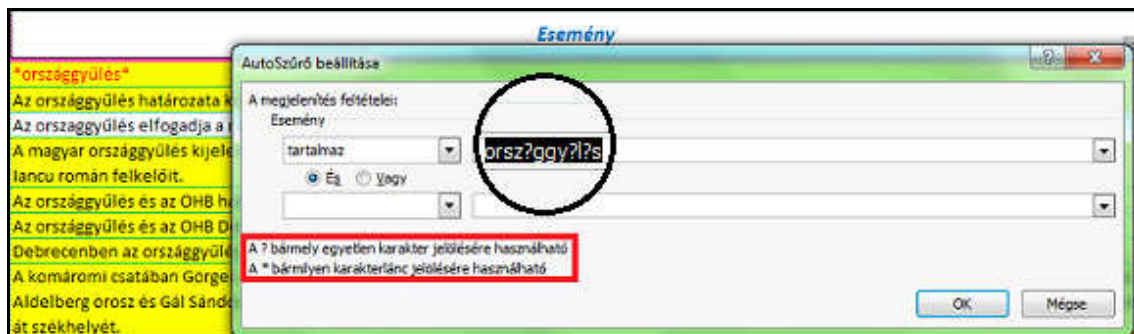 Esemény
*országgyűlés*
Az országgyűlés határozata k
Az orszaggyűlés elfogadja a
A magyar országgyűlés kijele
Iancu román felkelőit.
Az országgyűlés és az OHB h
Az országgyűlés és az OHB D
Debrecenben az országgyűlé
A komáromi csatában Görge
Aldelberg orosz és Gál Sánd
át székhelyét.
AutoSzűrő beállítása
A megjelenítés feltételei:
Esemény
tartalmaz
orsz?ggy?l?s
És Vagy
A ? bármely egyetlen karakter jelölésére használható
A * bármilyen karakterlánc jelölésére használható
OK Mégse